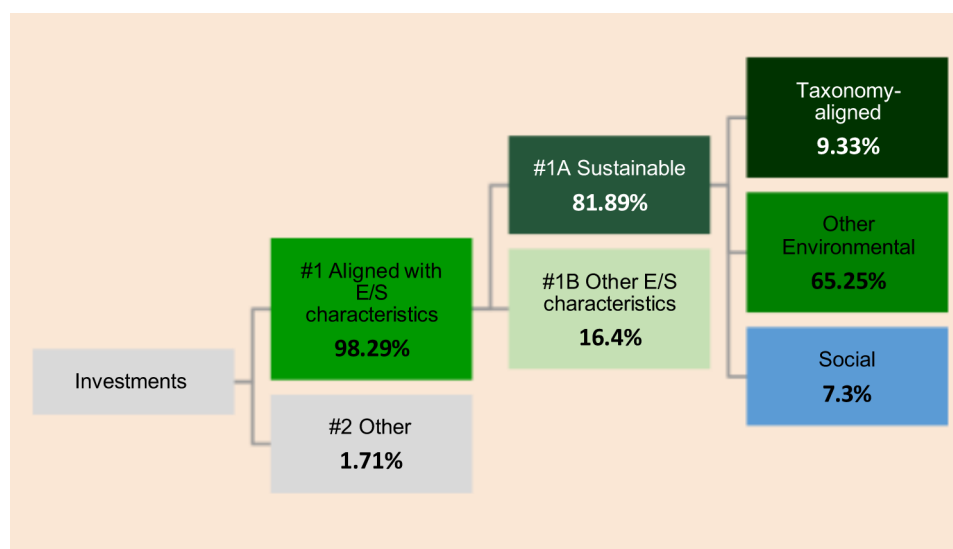 Investments
#1 Aligned with
E/S
characteristics
98.29%
#2 Other
1.71%
#1A Sustainable
81.89%
#1B Other E/S
characteristics
16.4%
Taxonomy-
aligned
9.33%
Other
Environmental
65.25%
Social
7.3%